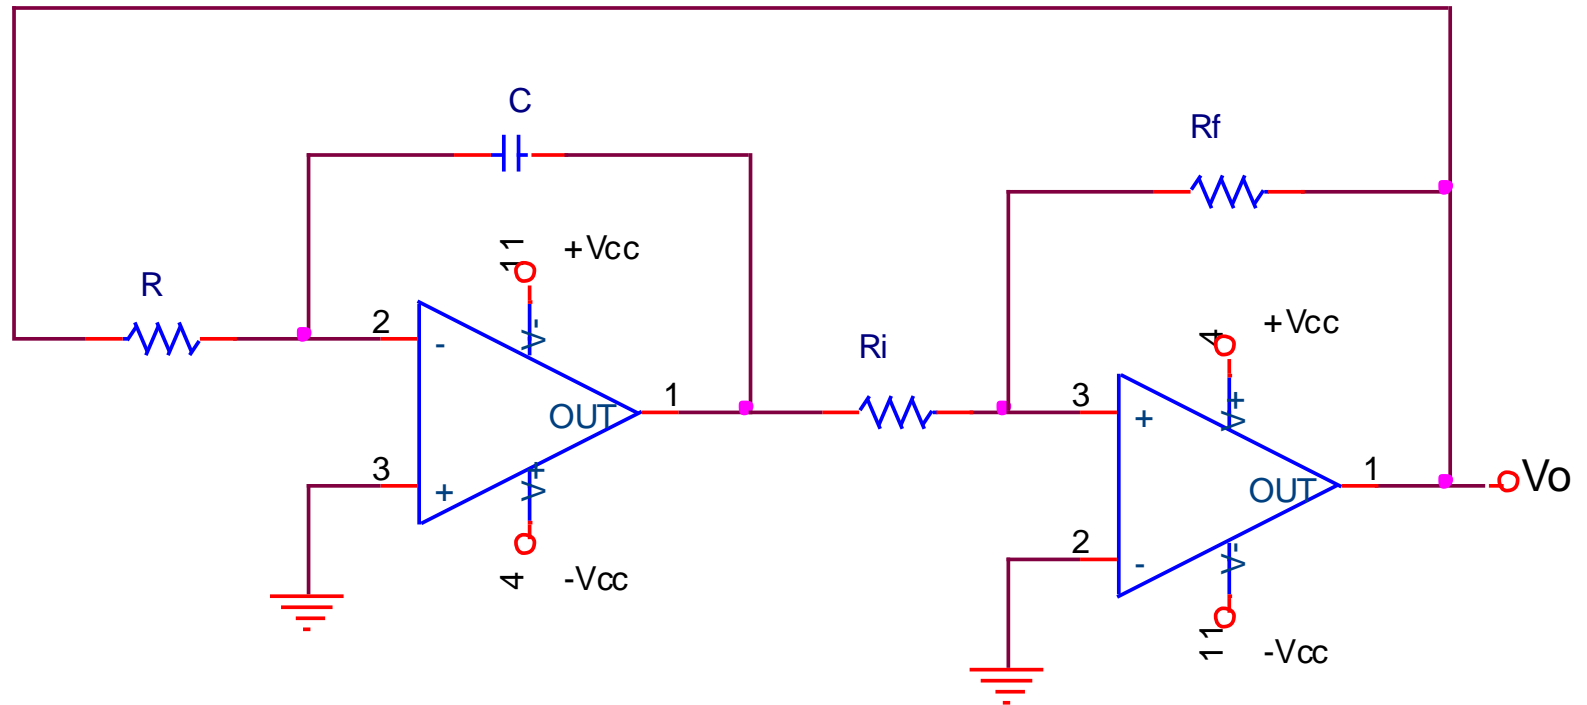 C
Rf
11
+Vcc
R
2
-
V-
4
+Vcc
Ri
1
OUT
3
+
V+
3
+
V+
1
OUT
Vo
4
-Vcc
2
-
V-
11
-Vcc